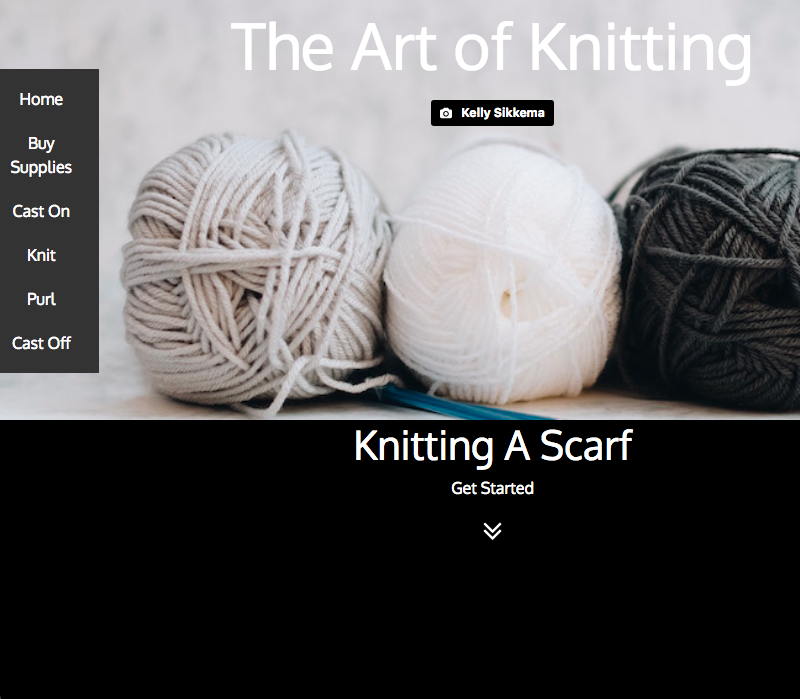 The Art of Knitting
Kelly Sikkema
Home
Buy
Supplies
Cast On
Knit
Purl
Cast Off
Knitting A Scarf
Get Started